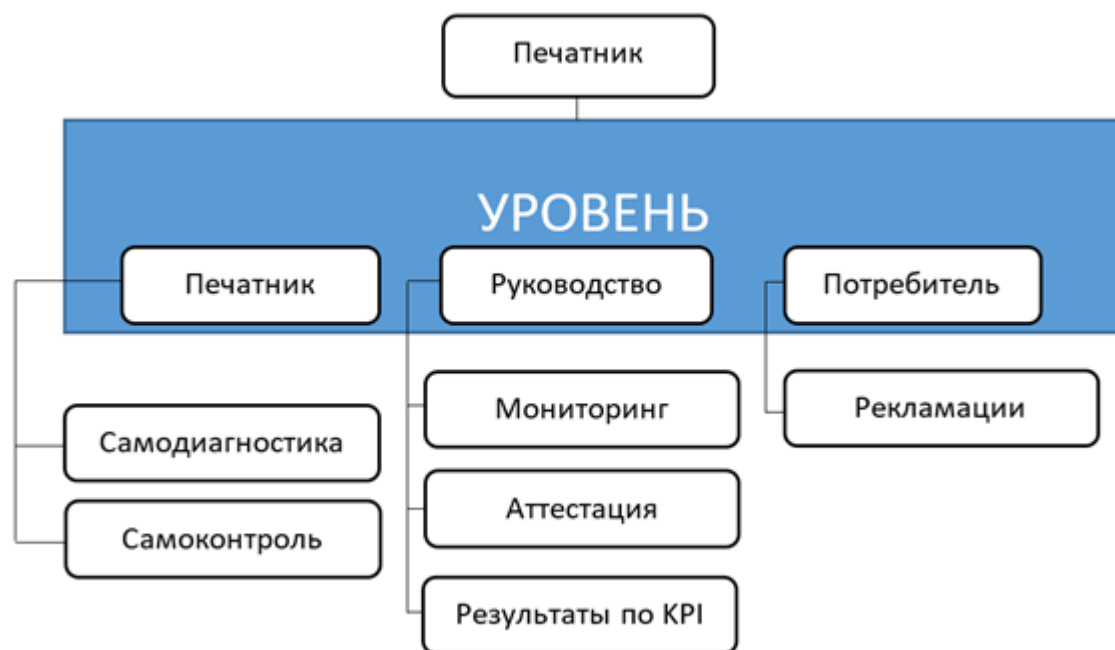 Печатник
УРОВЕНЬ
Печатник
Руководство
Потребитель
Мониторинг
Рекламации
Самодиагностика
Аттестация
Самоконтроль
Результаты по KPI